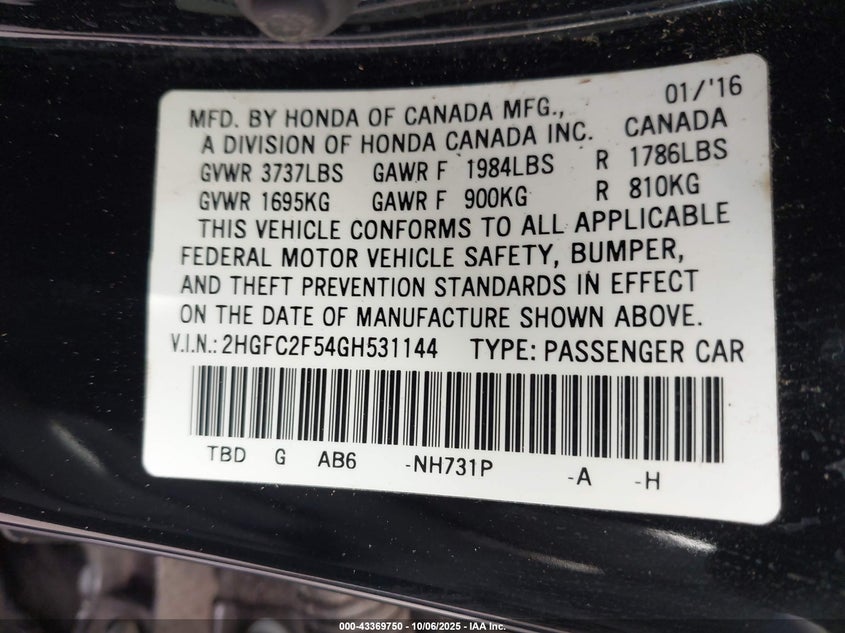 01/'16
MFD. BY HONDA OF CANADA MFG.,
A DIVISION OF HONDA CANADA INC. CANADA
GVWR 3737LBS GAWR F 1984LBS R 1786LBS
GVWR 1695KG GAWR F 900KG R 810KG
THIS VEHICLE CONFORMS TO ALL APPLICABLE
FEDERAL MOTOR VEHICLE SAFETY, BUMPER,
AND THEFT PREVENTION STANDARDS IN EFFECT
ON THE DATE OF MANUFACTURE SHOWN ABOVE.
V.I.N.: 2HGFC2F54GH531144 TYPE: PASSENGER CAR
TBD G AB6 -NH731P -A -H
000-43369750 - 10/06/2025 - IAA Inc.